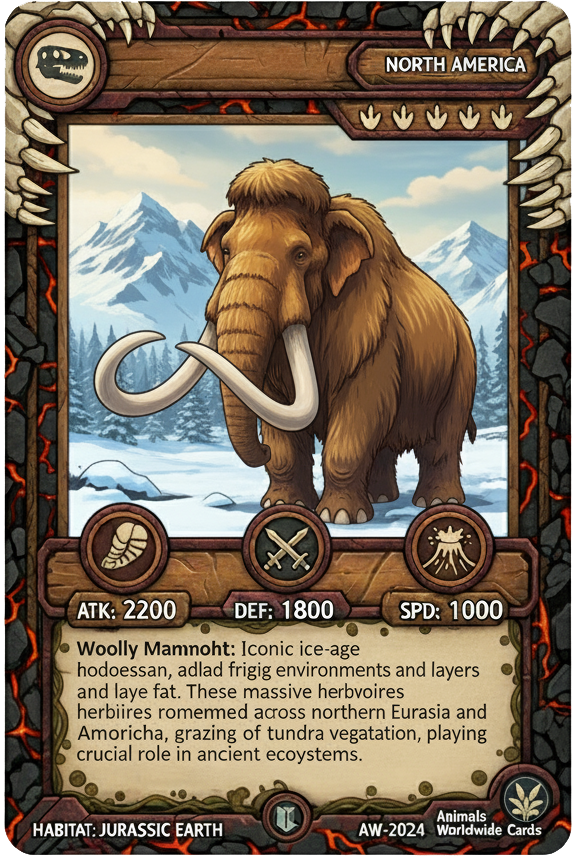 NORTH AMERICA
ATK: 2200 DEF: 1800 SPD: 1000
Woolly Mamnoht: Iconic ice-age
hodoessan, adlad frigig environments and layers
and laye fat. These massive herbvoires
herbiires romemned across northern Eurasia and
Amoricha, grazing of tundra vegatation, playing
crucial role in ancient ecoystems.
HABITAT: JURASSIC EARTH
AW-2024
Animals
Worldwide Cards